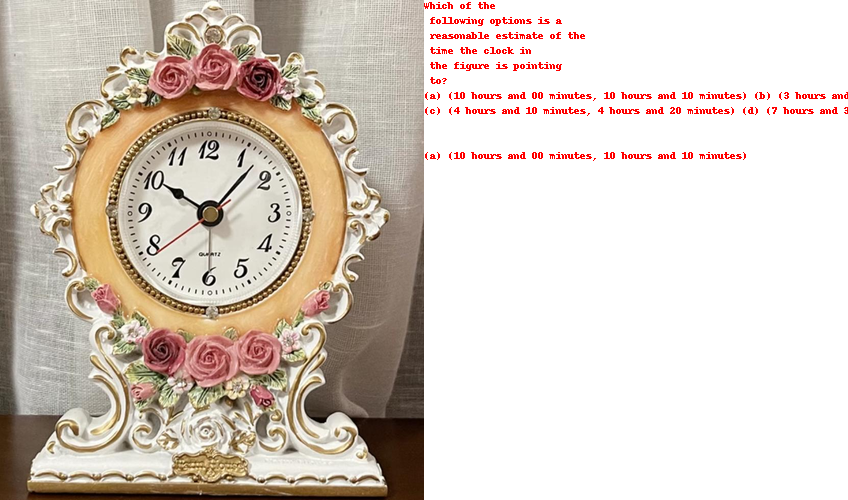 Which of the
following options is a
reasonable estimate of the
time the clock in
the figure is pointing
to?
(a) (10 hours and 00 minutes, 10 hours and 10 minutes) (b) (3 hours and
(c) (4 hours and 10 minutes, 4 hours and 20 minutes) (d) (7 hours and 3
(a) (10 hours and 00 minutes, 10 hours and 10 minutes)
12
11
1
10
2
9
3
8
4
QUARTZ
7
5
6